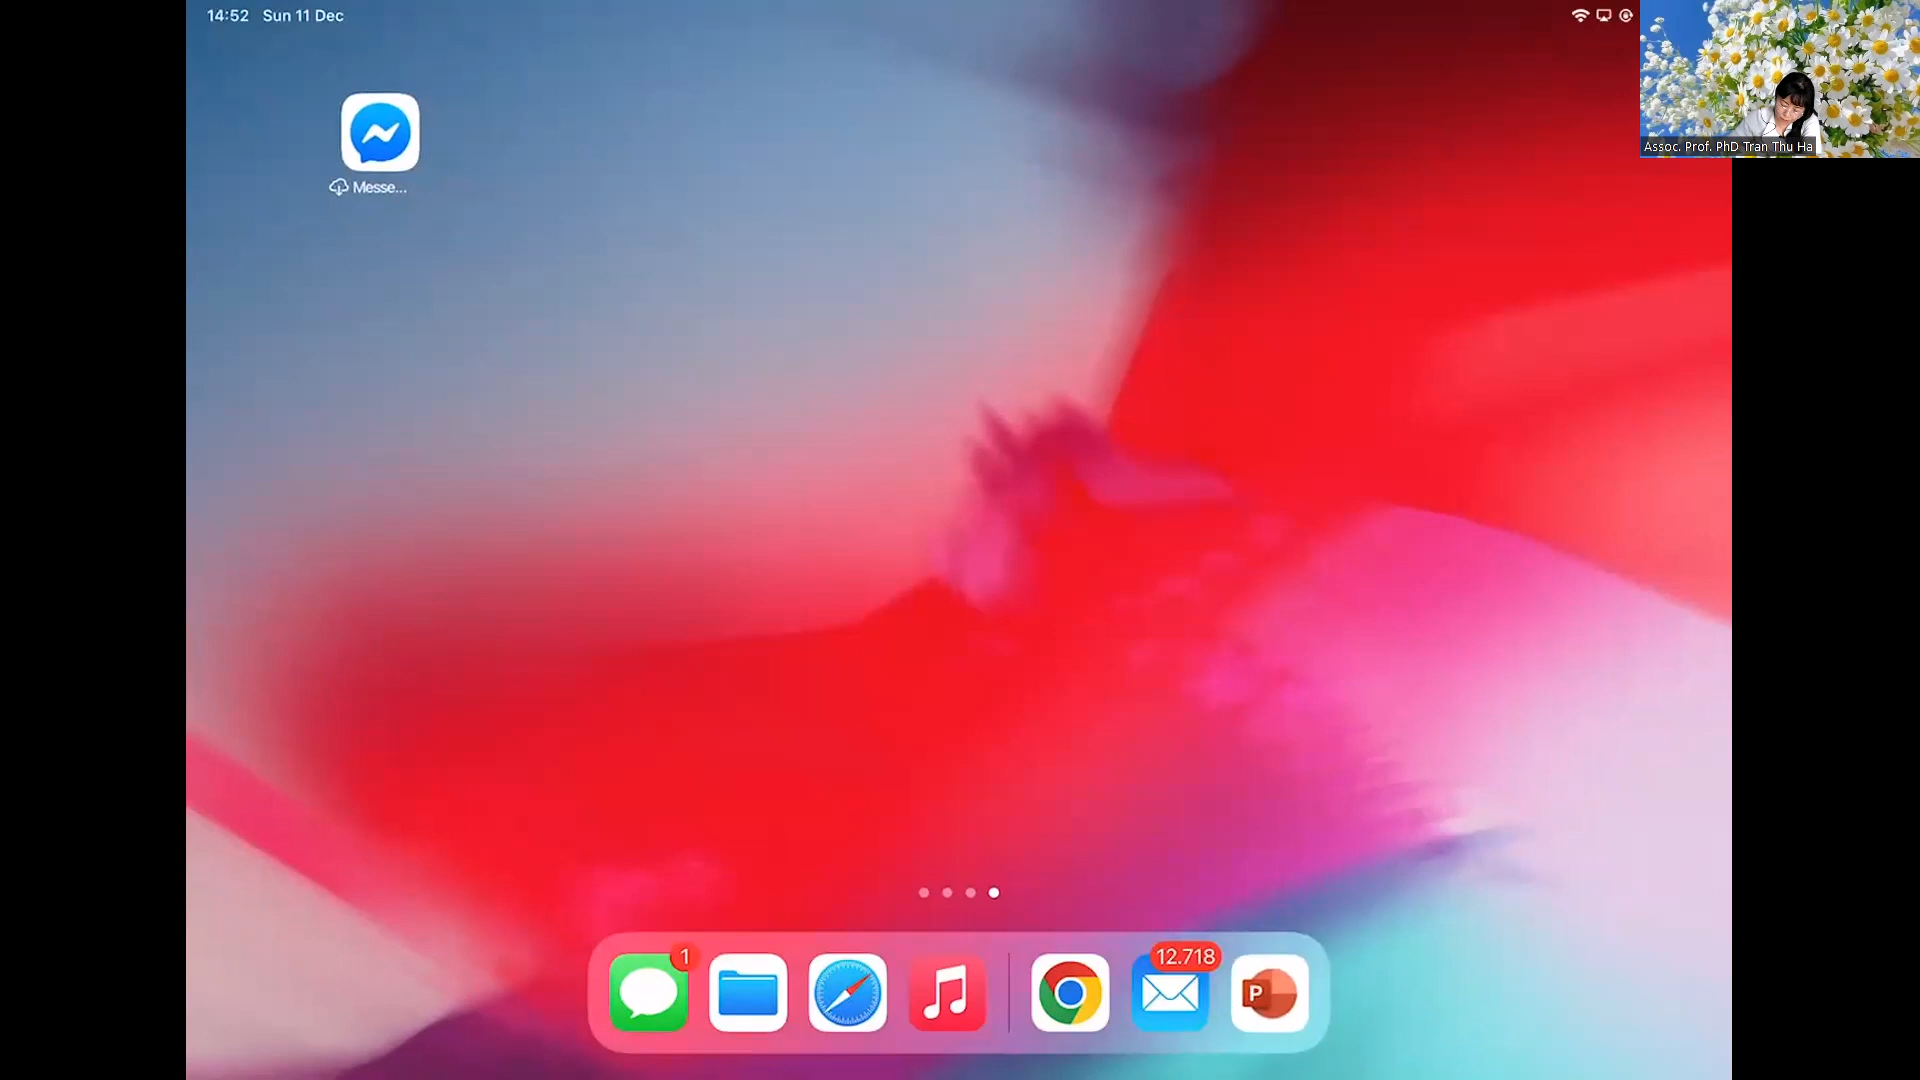 14:52 Sun 11 Dec
Assoc. Prof. PhD Tran Thu Ha
Messe...
1
12.718
P